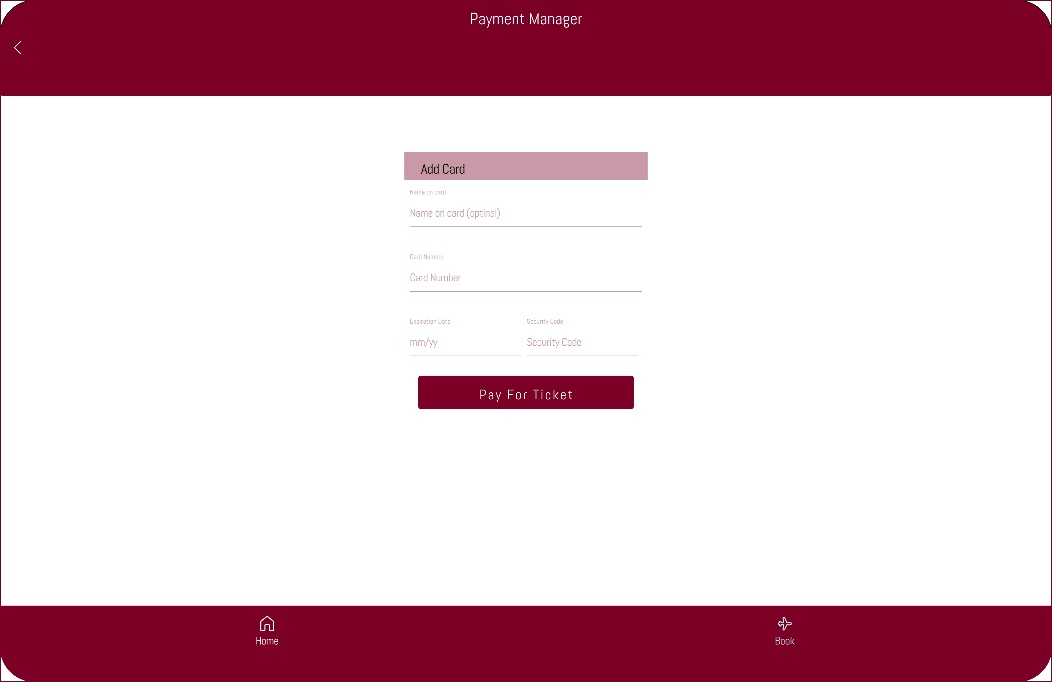 Payment Manager
Add Card
Name on card
Name on card (optinal)
Card Number
Card Number
Expiration Date Security Code
mm/yy Security Code
Pay For Ticket
Home Book